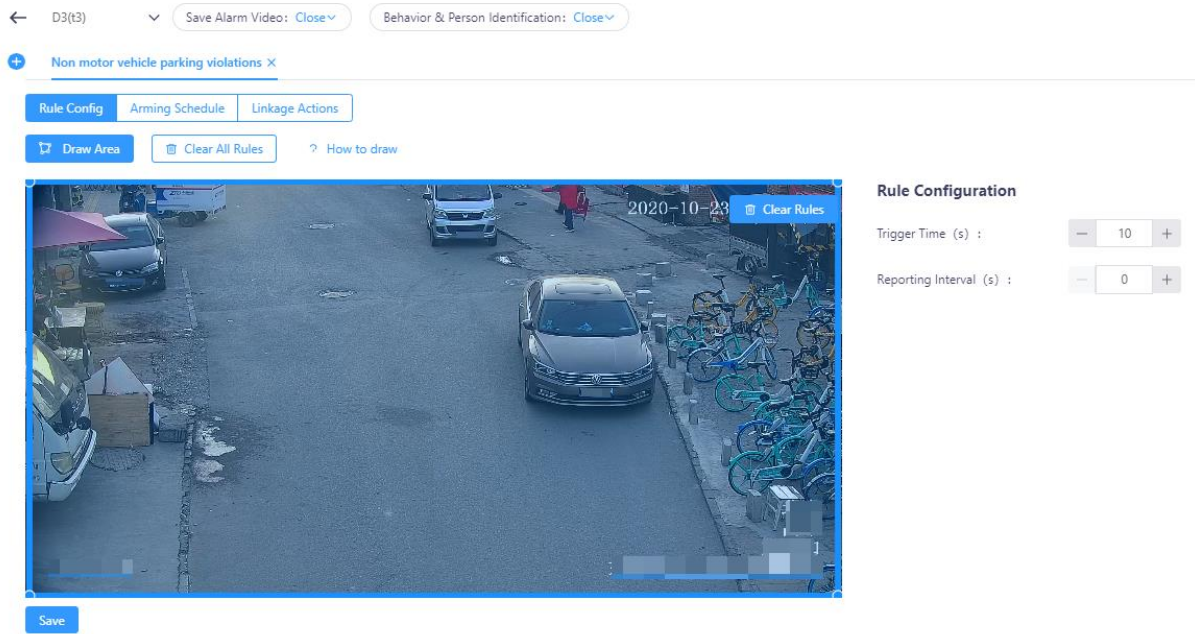 D3(t3)
Save Alarm Video: Close
Behavior & Person Identification: Close
Non motor vehicle parking violations ×
Rule Config
Arming Schedule
Linkage Actions
Draw Area
Clear All Rules
? How to draw
2020-10-23
Clear Rules
Rule Configuration
Trigger Time (s) :
− 10 +
Reporting Interval (s) :
− 0 +
Save